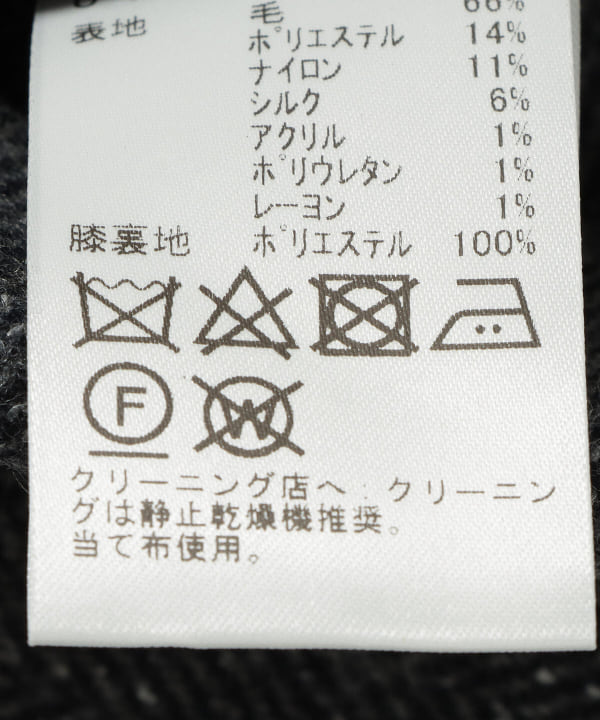 毛 66%
表地 ポリエステル 14%
ナイロン 11%
シルク 6%
アクリル 1%
ポリウレタン 1%
レーヨン 1%
膝裏地 ポリエステル 100%
F W
クリーニング店へ:クリーニン
グは静止乾燥機推奨。
当て布使用。